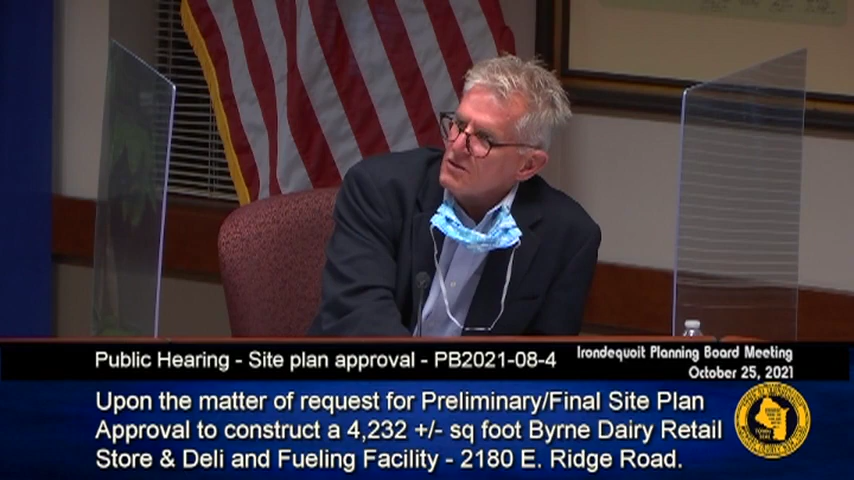 Public Hearing - Site plan approval - PB2021-08-4
Irondequoit Planning Board Meeting
October 25, 2021
Upon the matter of request for Preliminary/Final Site Plan
Approval to construct a 4,232 +/- sq foot Byrne Dairy Retail
Store & Deli and Fueling Facility - 2180 E. Ridge Road.